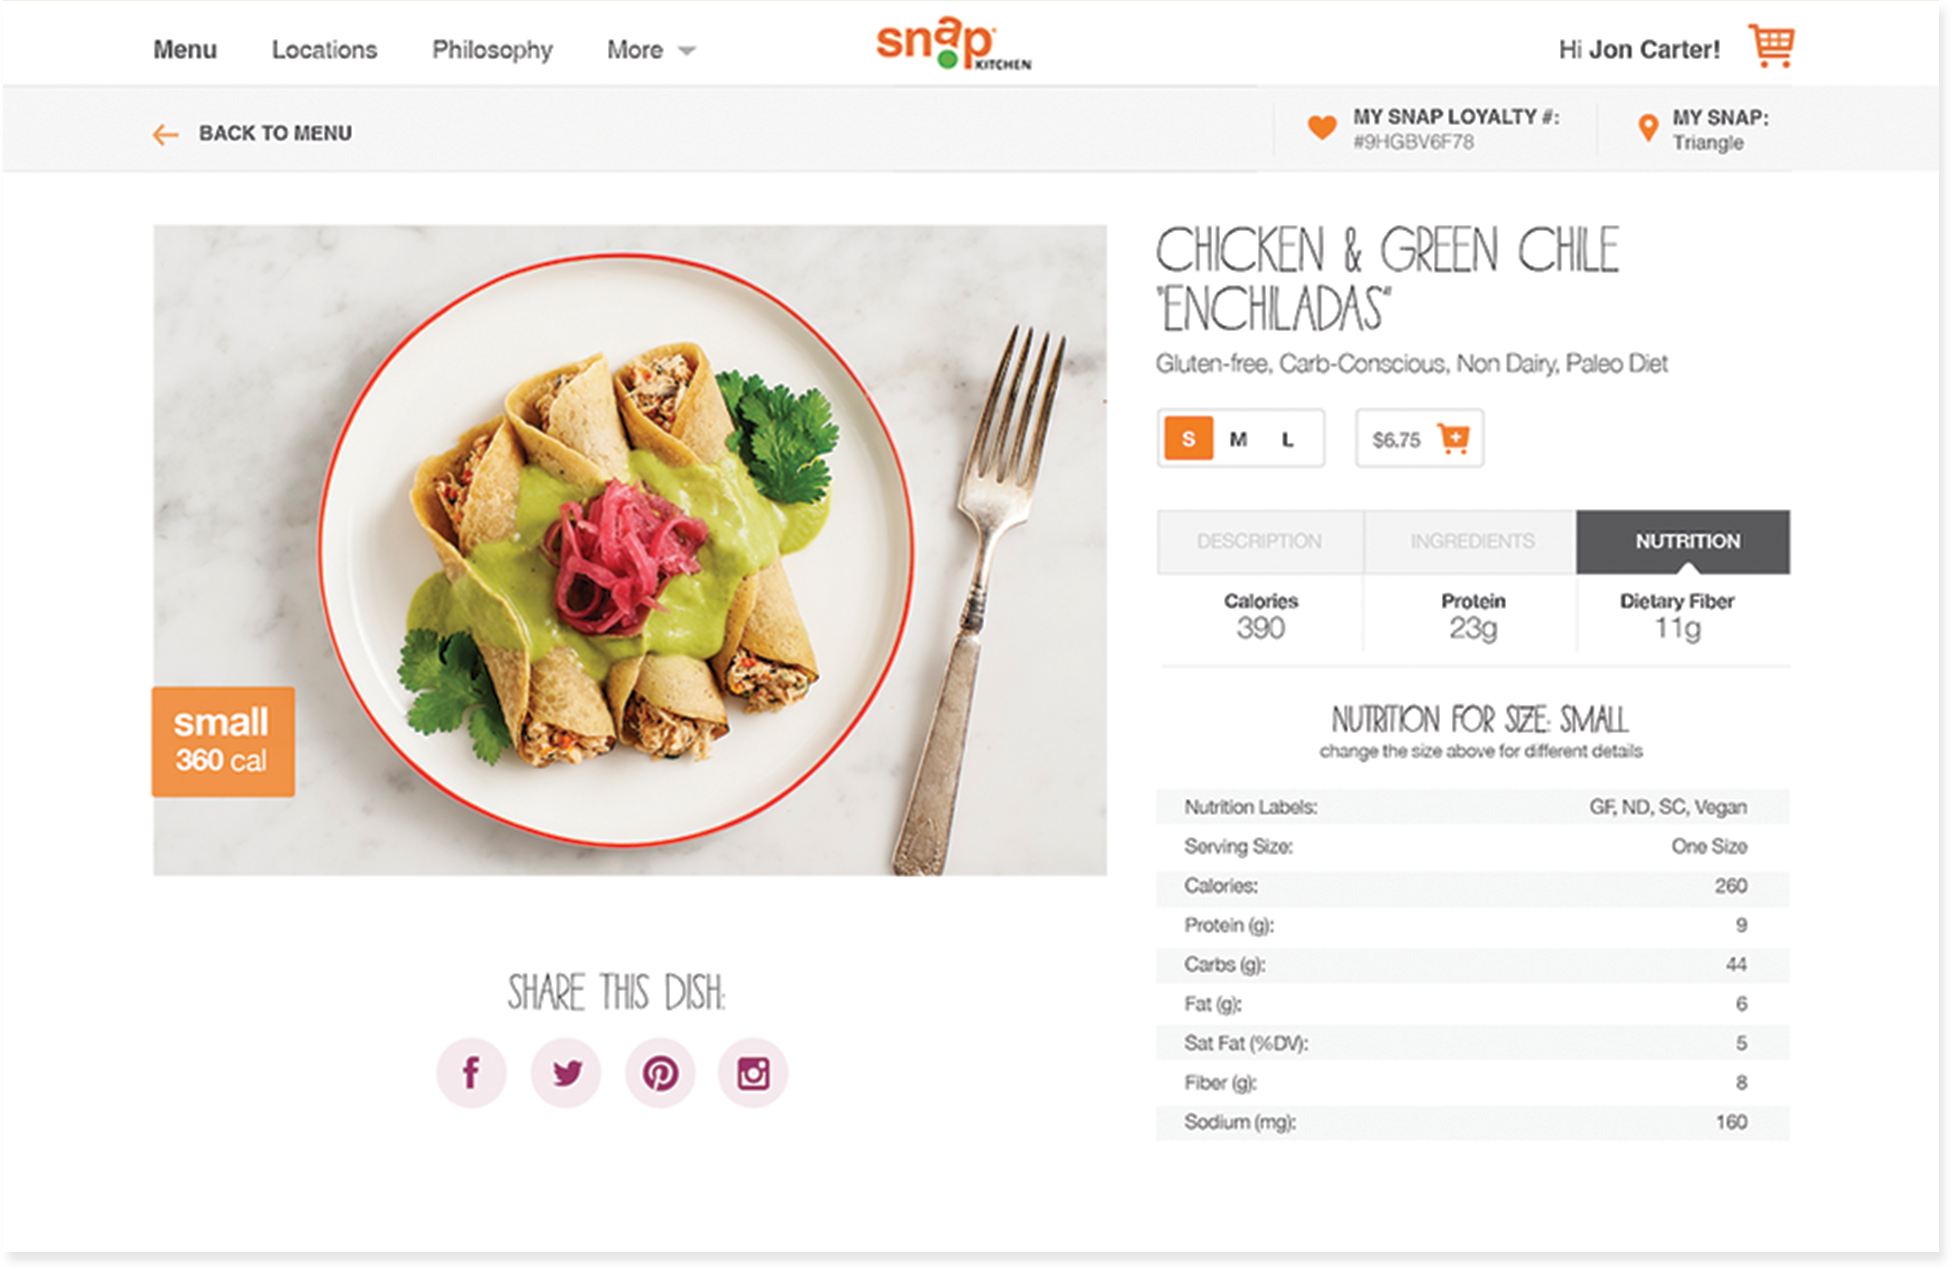 Menu Locations Philosophy More
snap KITCHEN
Hi Jon Carter!
BACK TO MENU
MY SNAP LOYALTY #:
#9HGBV6F78
MY SNAP:
Triangle
small
360 cal
SHARE THIS DISH:
CHICKEN & GREEN CHILE
"ENCHILADAS"
Gluten-free, Carb-Conscious, Non Dairy, Paleo Diet
S M L
$6.75
DESCRIPTION INGREDIENTS NUTRITION
Calories Protein Dietary Fiber
390 23g 11g
NUTRITION FOR SIZE: SMALL
change the size above for different details
Nutrition Labels: GF, ND, SC, Vegan
Serving Size: One Size
Calories: 260
Protein (g): 9
Carbs (g): 44
Fat (g): 6
Sat Fat (%DV): 5
Fiber (g): 8
Sodium (mg): 160